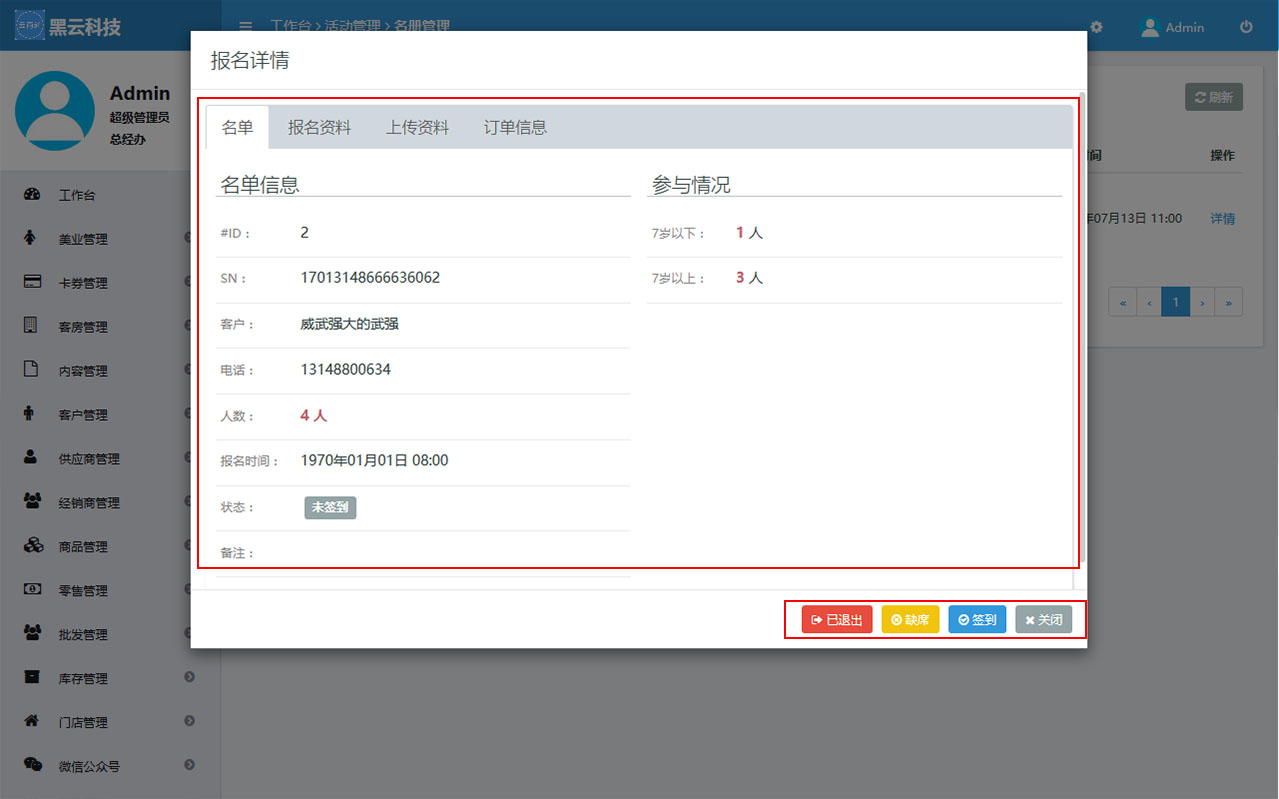 黑云科技
工作台 › 活动管理 › 名册管理
Admin
Admin
超级管理员
总经办
工作台
美业管理
卡券管理
客房管理
内容管理
客户管理
供应商管理
经销商管理
商品管理
零售管理
批发管理
库存管理
门店管理
微信公众号
报名详情
名单 报名资料 上传资料 订单信息
名单信息
#ID： 2
SN： 17013148666636062
客户： 威武强大的武强
电话： 13148800634
人数： 4 人
报名时间： 1970年01月01日 08:00
状态： 未签到
备注：
参与情况
7岁以下： 1 人
7岁以上： 3 人
已退出 缺席 签到 关闭
刷新
间 操作
年07月13日 11:00 详情
« ‹ 1 › »